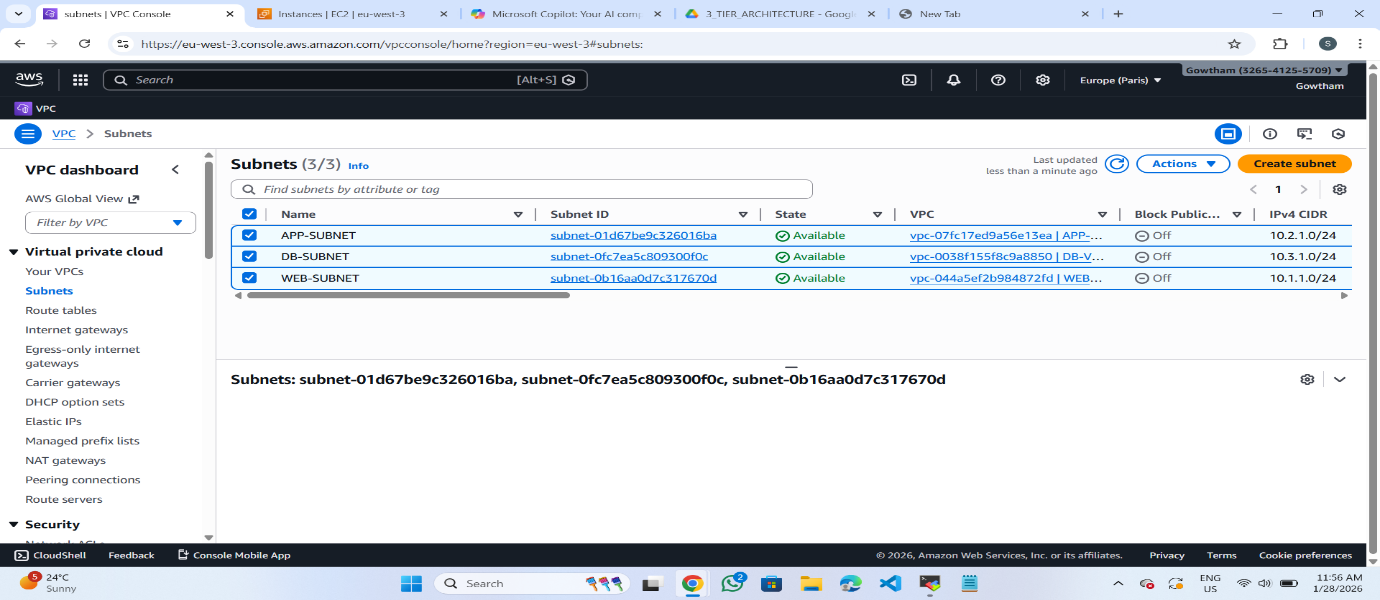 subnets | VPC Console
Instances | EC2 | eu-west-3
Microsoft Copilot: Your AI com
3_TIER_ARCHITECTURE - Google
New Tab
https://eu-west-3.console.aws.amazon.com/vpcconsole/home?region=eu-west-3#subnets:
S
aws
Search
[Alt+S]
Europe (Paris)
Gowtham (3265-4125-5709)
Gowtham
VPC
VPC > Subnets
VPC dashboard
AWS Global View
Filter by VPC
Virtual private cloud
Your VPCs
Subnets
Route tables
Internet gateways
Egress-only internet
gateways
Carrier gateways
DHCP option sets
Elastic IPs
Managed prefix lists
NAT gateways
Peering connections
Route servers
Security
Subnets (3/3) Info
Last updated
less than a minute ago
Actions
Create subnet
Find subnets by attribute or tag
1
Name Subnet ID State VPC Block Public... IPv4 CIDR
APP-SUBNET subnet-01d67be9c326016ba Available vpc-07fc17ed9a56e13ea | APP-... Off 10.2.1.0/24
DB-SUBNET subnet-0fc7ea5c809300f0c Available vpc-0038f155f8c9a8850 | DB-V... Off 10.3.1.0/24
WEB-SUBNET subnet-0b16aa0d7c317670d Available vpc-044a5ef2b984872fd | WEB... Off 10.1.1.0/24
Subnets: subnet-01d67be9c326016ba, subnet-0fc7ea5c809300f0c, subnet-0b16aa0d7c317670d
CloudShell Feedback Console Mobile App © 2026, Amazon Web Services, Inc. or its affiliates. Privacy Terms Cookie preferences
5
24°C
Sunny
Search
2
ENG
US
11:56 AM
1/28/2026